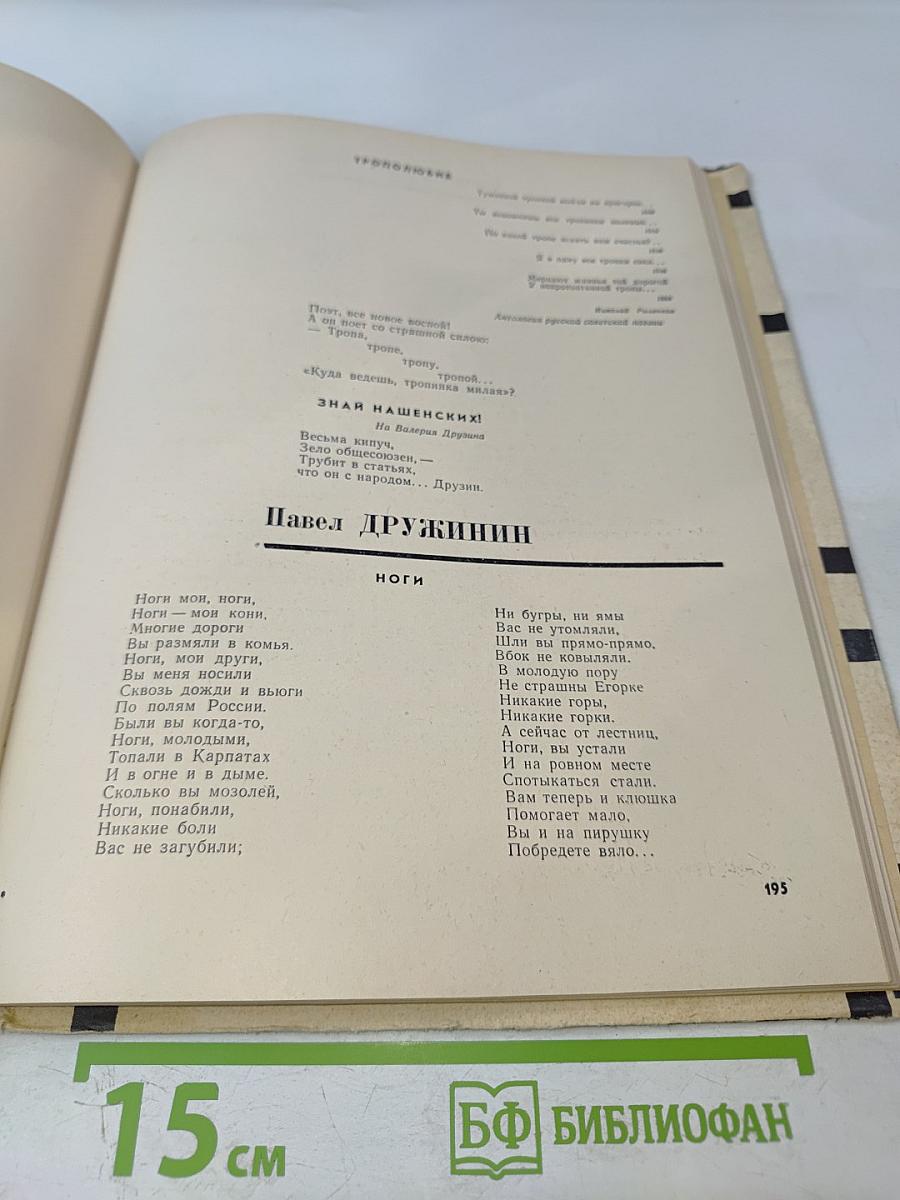 ТРОПОЛЮБИЕ
Поэт, все новое воспой!
А он поет со страшной силою:
— Тропа,
тропе,
тропу,
тропой...
«Куда ведешь, тропинка милая»?
ЗНАЙ НАШЕНСКИХ!
На Валерия Друзина
Весьма кипуч,
Зело общесоюзен,—
Трубит в статьях,
что он с народом... Друзин.
Павел ДРУЖИНИН
НОГИ
Ноги мои, ноги,
Ноги — мои кони,
Многие дороги
Вы размяли в комья.
Ноги, мои други,
Вы меня носили
Сквозь дожди и вьюги
По полям России.
Были вы когда-то,
Ноги, молодыми,
Топали в Карпатах
И в огне и в дыме.
Сколько вы мозолей,
Ноги, понабили,
Никакие боли
Вас не загубили;
Ни бугры, ни ямы
Вас не утомляли,
Шли вы прямо-прямо,
Вбок не ковыляли.
В молодую пору
Не страшны Егорке
Никакие горы,
Никакие горки.
А сейчас от лестниц,
Ноги, вы устали
И на ровном месте
Спотыкаться стали.
Вам теперь и клюшка
Помогает мало,
Вы и на пирушку
Побредете вяло...
195
15 см
БФ БИБЛИОФАН